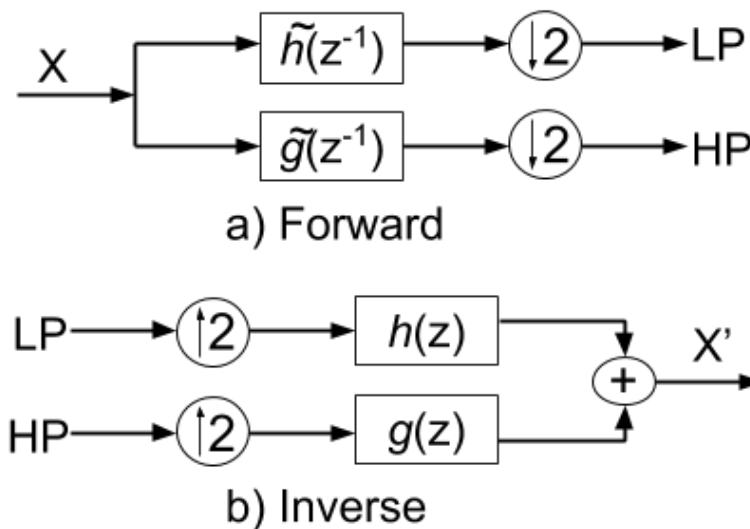 X
h̃(z⁻¹)
↓2
LP
g̃(z⁻¹)
↓2
HP
a) Forward
LP
↑2
h(z)
HP
↑2
g(z)
+
X'
b) Inverse